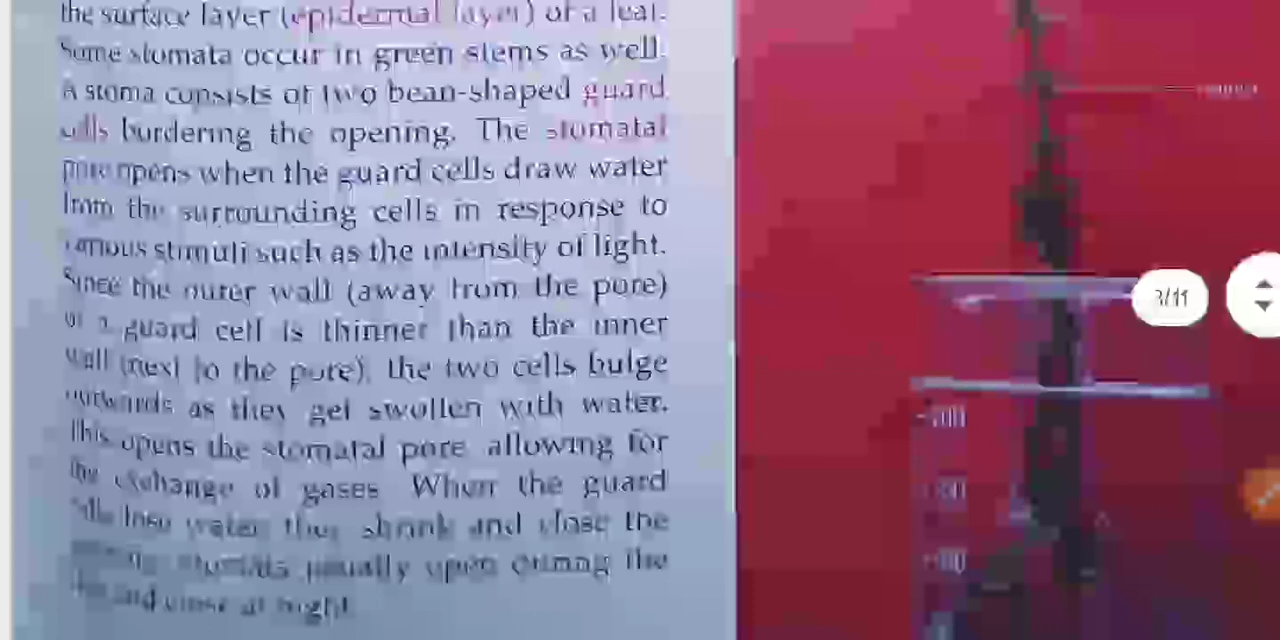 the surface layer (epidermal layer) of a leaf.
Some stomata occur in green stems as well.
A stoma consists of two bean-shaped guard
cells bordering the opening. The stomatal
pore opens when the guard cells draw water
from the surrounding cells in response to
various stimuli such as the intensity of light.
Since the outer wall (away from the pore)
of a guard cell is thinner than the inner
wall (next to the pore), the two cells bulge
outwards as they get swollen with water.
This opens the stomatal pore allowing for
the exchange of gases. When the guard
cells lose water, they shrink and close the
stomata usually open during the
and close at night.
3/11